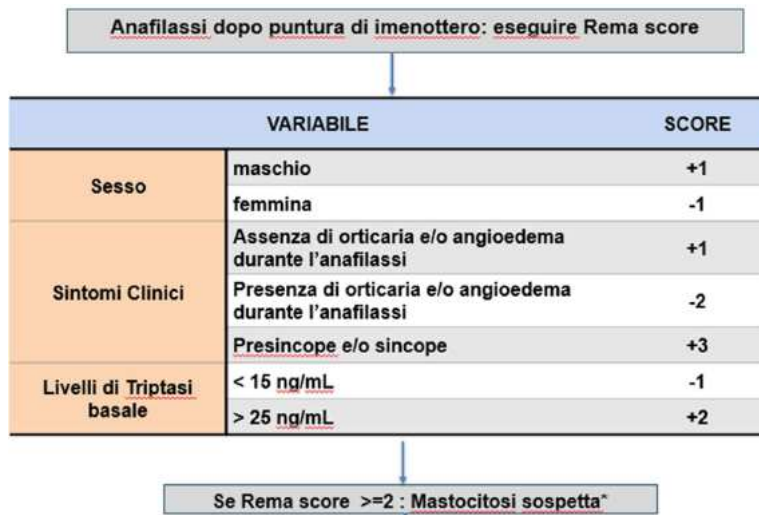 Anafilassi dopo puntura di imenottero: eseguire Rema score
VARIABILE SCORE
Sesso
maschio +1
femmina -1
Sintomi Clinici
Assenza di orticaria e/o angioedema
durante l'anafilassi
+1
Presenza di orticaria e/o angioedema
durante l'anafilassi
-2
Presincope e/o sincope +3
Livelli di Triptasi
basale
< 15 ng/mL -1
> 25 ng/mL +2
Se Rema score >=2 : Mastocitosi sospetta*